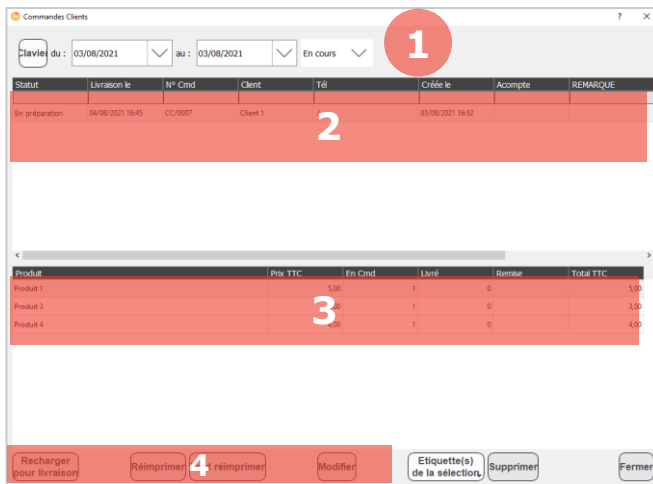 Commandes Clients
Clavier du : 03/08/2021 au : 03/08/2021 En cours
1
Statut Livraison le N° Cmd Client Tél Créée le Acompte REMARQUE
En préparation 04/08/2021 16:45 CC/0007 Client 1 03/08/2021 16:52
2
Produit Prix TTC En Cmd Livré Remise Total TTC
Produit 1 5,00 1 0 5,00
Produit 3 1 0 3,00
3
Produit 4 4,00 1 0 4,00
Recharger pour livraison
Réimprimer
4
réimprimer
Modifier
Etiquette(s)
de la sélection
Supprimer
Fermer